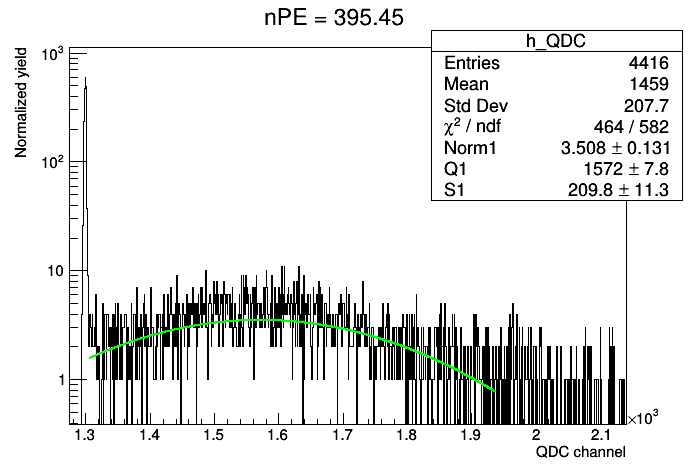 nPE = 395.45
h_QDC
Entries 4416
Mean 1459
Std Dev 207.7
χ² / ndf 464 / 582
Norm1 3.508 ± 0.131
Q1 1572 ± 7.8
S1 209.8 ± 11.3
Normalized yield
10³
10²
10
1
1.3 1.4 1.5 1.6 1.7 1.8 1.9 2 2.1 ×10³
QDC channel